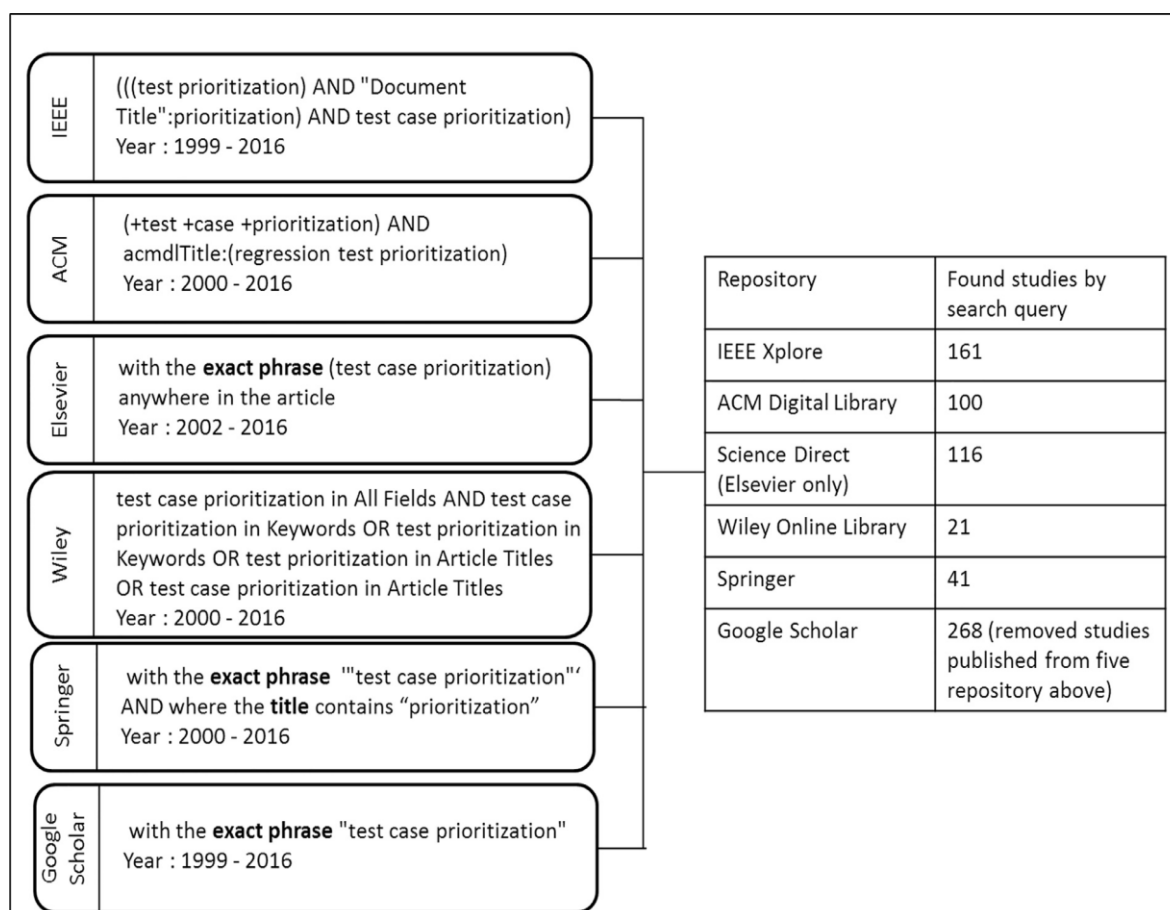 IEEE
(((test prioritization) AND "Document
Title":prioritization) AND test case prioritization)
Year : 1999 - 2016
ACM
(+test +case +prioritization) AND
acmdlTitle:(regression test prioritization)
Year : 2000 - 2016
Elsevier
with the exact phrase (test case prioritization)
anywhere in the article
Year : 2002 - 2016
Wiley
test case prioritization in All Fields AND test case
prioritization in Keywords OR test prioritization in
Keywords OR test prioritization in Article Titles
OR test case prioritization in Article Titles
Year : 2000 - 2016
Springer
with the exact phrase '"test case prioritization"‘
AND where the title contains “prioritization”
Year : 2000 - 2016
Google
Scholar
with the exact phrase "test case prioritization"
Year : 1999 - 2016
Repository
Found studies by
search query
IEEE Xplore
161
ACM Digital Library
100
Science Direct
(Elsevier only)
116
Wiley Online Library
21
Springer
41
Google Scholar
268 (removed studies
published from five
repository above)